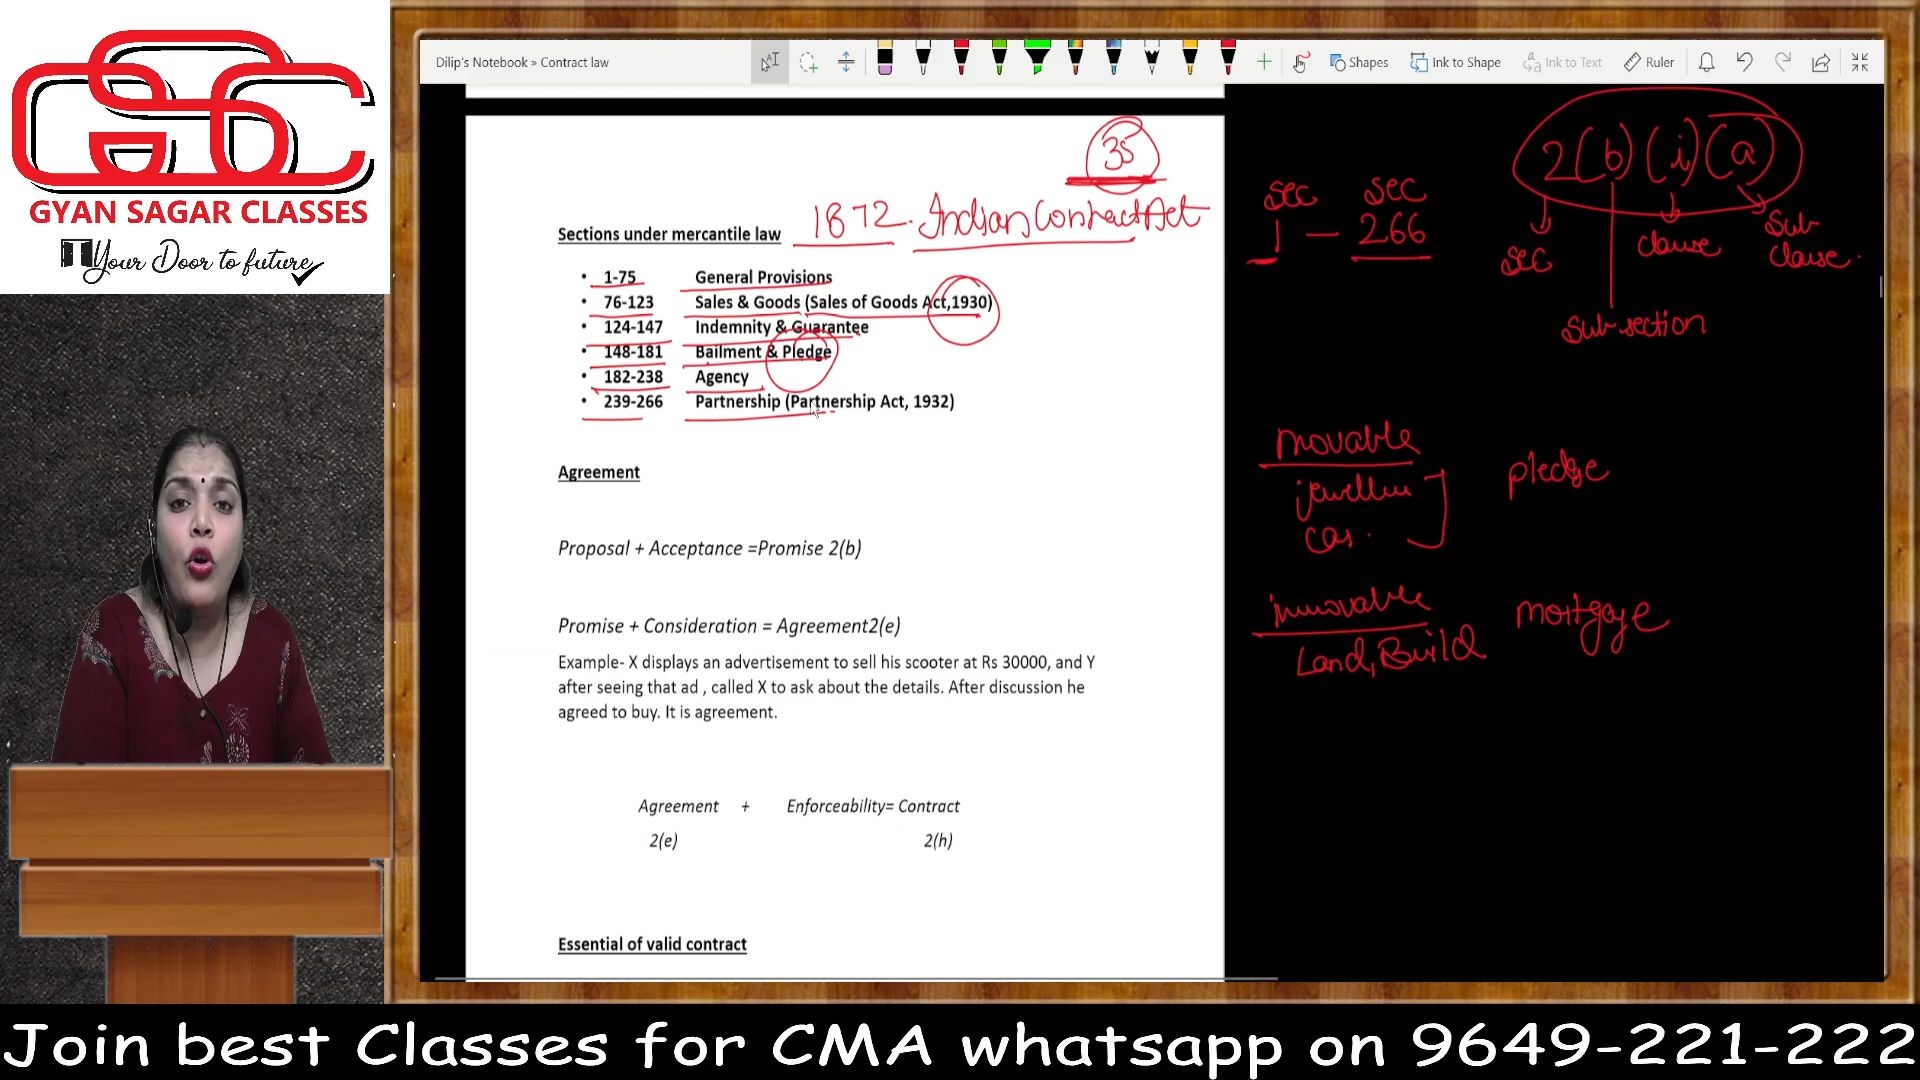 GSC
GYAN SAGAR CLASSES
Your Door to future
Dilip's Notebook » Contract law
Shapes
Ink to Shape
Ink to Text
Ruler
35
1872. Indian Contract Act
Sections under mercantile law
• 1-75 General Provisions
• 76-123 Sales & Goods (Sales of Goods Act,1930)
• 124-147 Indemnity & Guarantee
• 148-181 Bailment & Pledge
• 182-238 Agency
• 239-266 Partnership (Partnership Act, 1932)
Agreement
Proposal + Acceptance =Promise 2(b)
Promise + Consideration = Agreement2(e)
Example- X displays an advertisement to sell his scooter at Rs 30000, and Y
after seeing that ad , called X to ask about the details. After discussion he
agreed to buy. It is agreement.
Agreement + Enforceability= Contract
2(e) 2(h)
Essential of valid contract
sec sec
1 — 266
2(b)(i)(a)
sec
clause
Sub
clause.
Sub section
movable
pledge
immovable
mortgage
Land, Build
Join best Classes for CMA whatsapp on 9649-221-222